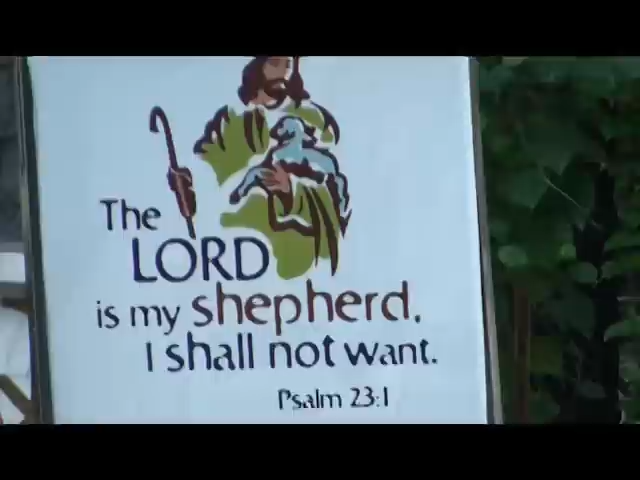 The
LORD
is my shepherd.
I shall not want.
Psalm 23:1